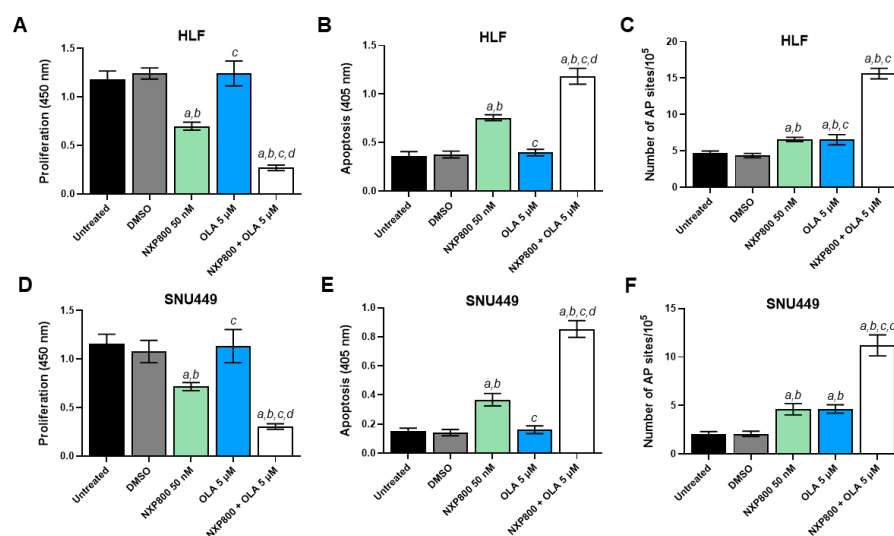 A
HLF
Proliferation (450 nm)
1.5
1.0
0.5
0.0
a,b
c
a,b,c,d
Untreated
DMSO
NXP800 50 nM
OLA 5 µM
NXP800 + OLA 5 µM
B
HLF
Apoptosis (405 nm)
1.6
1.2
0.8
0.4
0.0
a,b
c
a,b,c,d
Untreated
DMSO
NXP800 50 nM
OLA 5 µM
NXP800 + OLA 5 µM
C
HLF
Number of AP sites/10⁵
20
15
10
5
0
a,b
a,b,c
a,b,c
Untreated
DMSO
NXP800 50 nM
OLA 5 µM
NXP800 + OLA 5 µM
D
SNU449
Proliferation (450 nm)
1.5
1.0
0.5
0.0
a,b
c
a,b,c,d
Untreated
DMSO
NXP800 50 nM
OLA 5 µM
NXP800 + OLA 5 µM
E
SNU449
Apoptosis (405 nm)
1.0
0.8
0.6
0.4
0.2
0.0
a,b
c
a,b,c,d
Untreated
DMSO
NXP800 50 nM
OLA 5 µM
NXP800 + OLA 5 µM
F
SNU449
Number of AP sites/10⁵
15
10
5
0
a,b
a,b
a,b,c,d
Untreated
DMSO
NXP800 50 nM
OLA 5 µM
NXP800 + OLA 5 µM